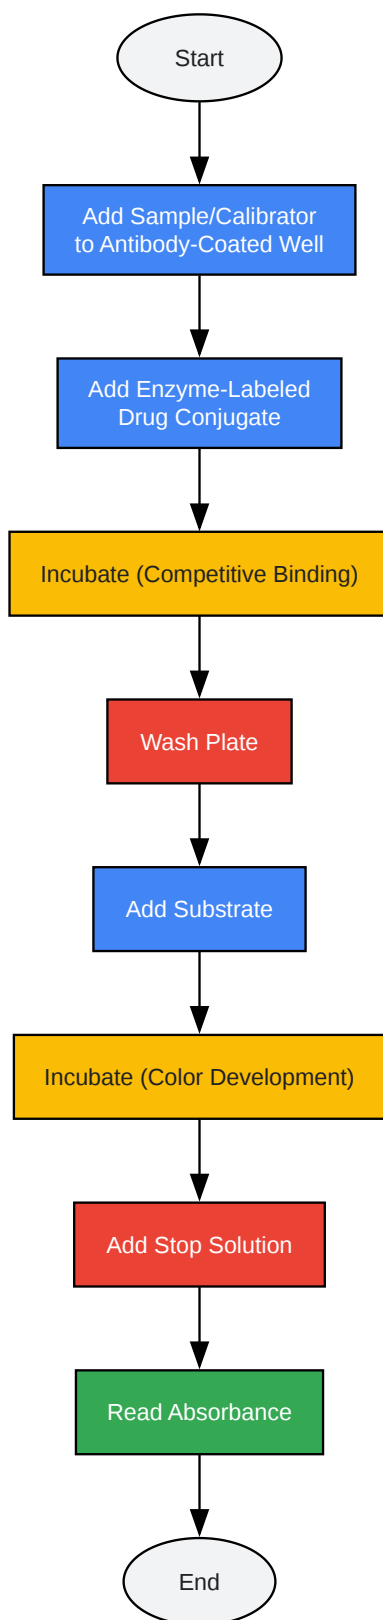 Start
Add Sample/Calibrator
to Antibody-Coated Well
Add Enzyme-Labeled
Drug Conjugate
Incubate (Competitive Binding)
Wash Plate
Add Substrate
Incubate (Color Development)
Add Stop Solution
Read Absorbance
End